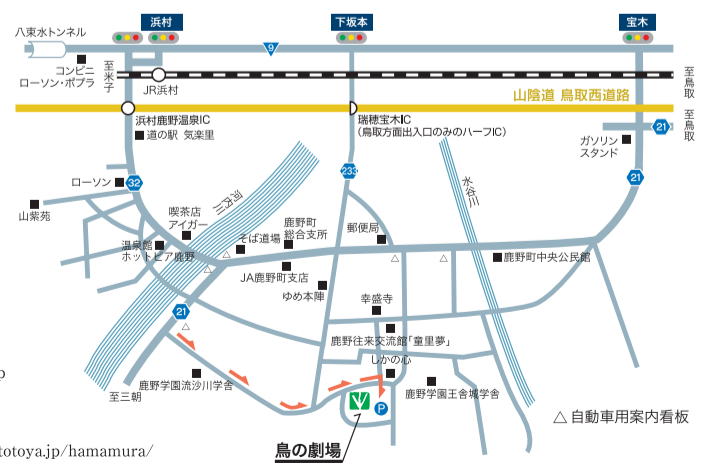 浜村
下坂本
宝木
八束水トンネル
9
コンビニ
ローソン・ポプラ
至米子
JR浜村
至鳥取
山陰道 鳥取西道路
浜村鹿野温泉IC
道の駅 気楽里
瑞穂宝木IC
(鳥取方面出入口のみのハーフIC)
21
至鳥取
ガソリン
スタンド
ローソン
32
233
21
山紫苑
喫茶店
アイガー
河内川
水谷川
温泉館
ホットピア鹿野
そば道場
鹿野町
総合支所
郵便局
JA鹿野町支店
鹿野町中央公民館
ゆめ本陣
21
幸盛寺
鹿野往来交流館「童里夢」
しかの心
至三朝
鹿野学園流沙川学舎
鹿野学園王舎城学舎
P
△ 自動車用案内看板
鳥の劇場
p
totoya.jp/hamamura/